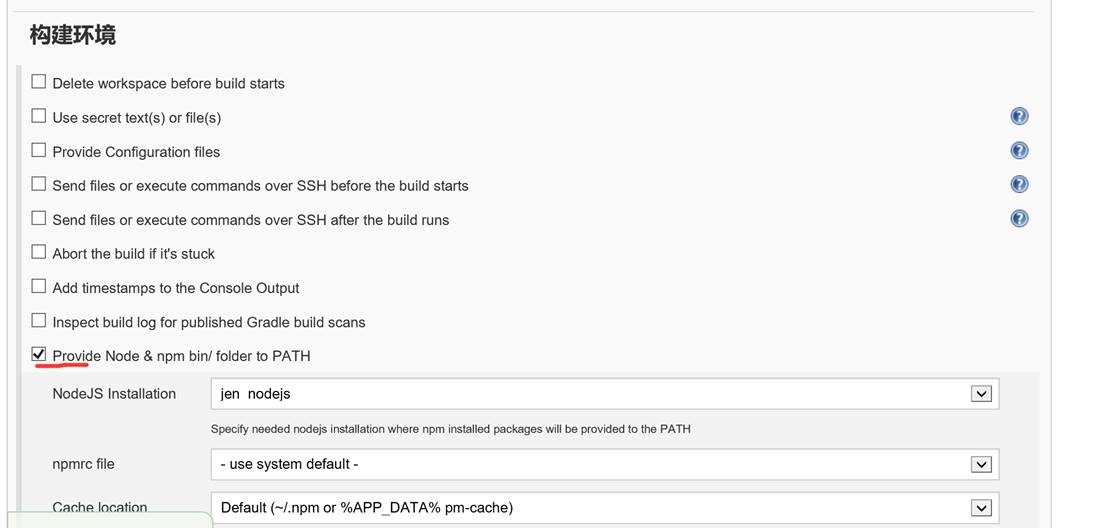 构建环境
Delete workspace before build starts
Use secret text(s) or file(s)
Provide Configuration files
Send files or execute commands over SSH before the build starts
Send files or execute commands over SSH after the build runs
Abort the build if it's stuck
Add timestamps to the Console Output
Inspect build log for published Gradle build scans
Provide Node & npm bin/ folder to PATH
NodeJS Installation jen nodejs
Specify needed nodejs installation where npm installed packages will be provided to the PATH
npmrc file - use system default -
Cache location Default (~/.npm or %APP_DATA% pm-cache)